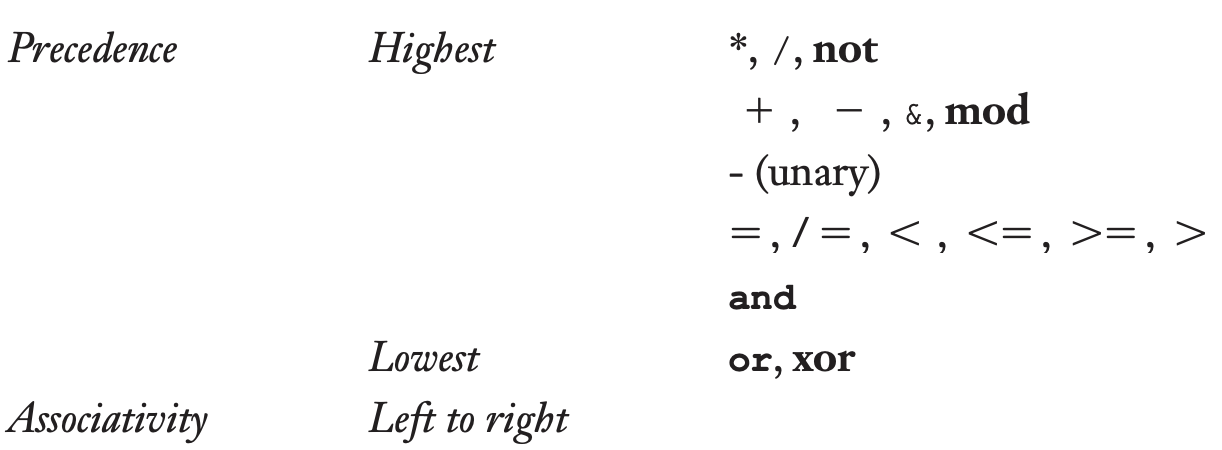 Precedence Highest *, /, not
+ , − , &, mod
- (unary)
= , / = , < , <= , >= , >
and
Lowest or, xor
Associativity Left to right